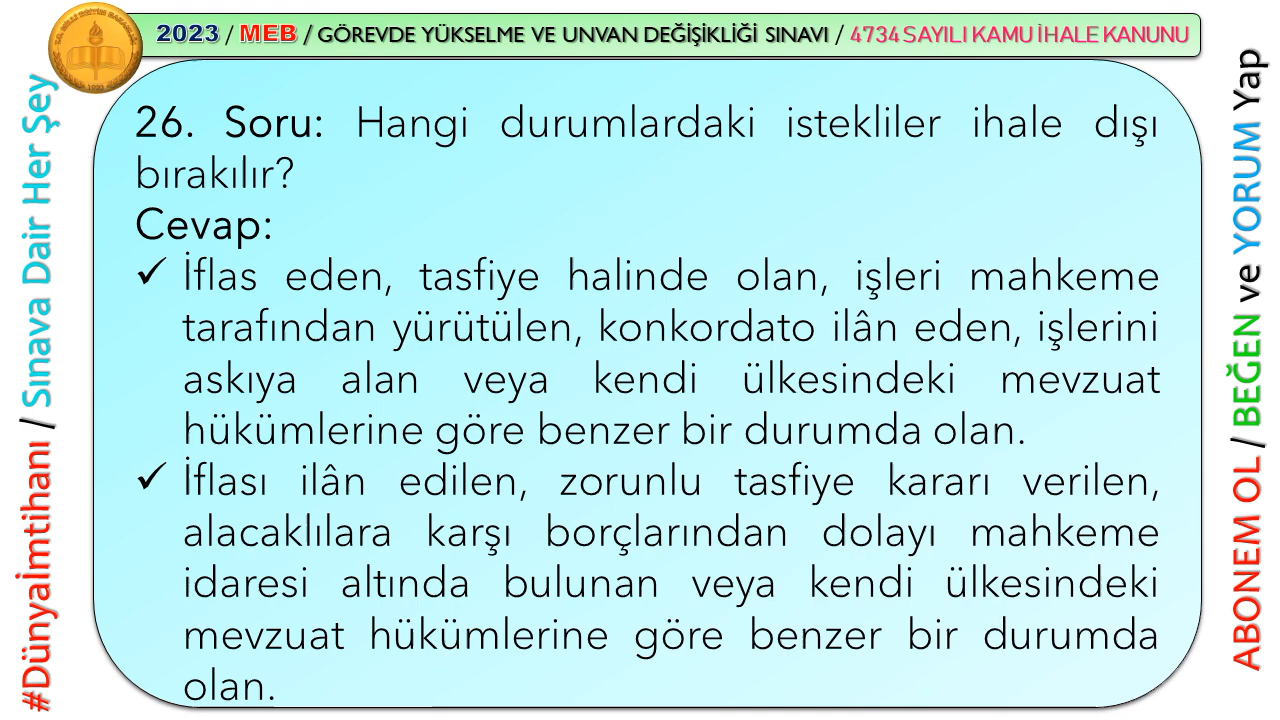 2023 / MEB / GÖREVDE YÜKSELME VE UNVAN DEĞİŞİKLİĞİ SINAVI / 4734 SAYILI KAMU İHALE KANUNU
#Dünyaİmtihanı / Sınava Dair Her Şey
26. Soru: Hangi durumlardaki istekliler ihale dışı
bırakılır?
Cevap:
✓ İflas eden, tasfiye halinde olan, işleri mahkeme
tarafından yürütülen, konkordato ilân eden, işlerini
askıya alan veya kendi ülkesindeki mevzuat
hükümlerine göre benzer bir durumda olan.
✓ İflası ilân edilen, zorunlu tasfiye kararı verilen,
alacaklılara karşı borçlarından dolayı mahkeme
idaresi altında bulunan veya kendi ülkesindeki
mevzuat hükümlerine göre benzer bir durumda
olan.
ABONEM OL / BEĞEN ve YORUM Yap